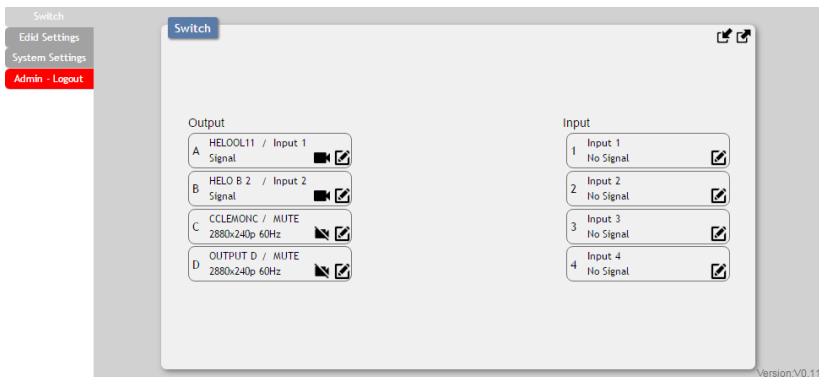 Switch
Edid Settings
System Settings
Admin - Logout
Switch
Output
A
HELOOL11 / Input 1
Signal
B
HELO B 2 / Input 2
Signal
C
CCLEMONC / MUTE
2880x240p 60Hz
D
OUTPUT D / MUTE
2880x240p 60Hz
Input
1
Input 1
No Signal
2
Input 2
No Signal
3
Input 3
No Signal
4
Input 4
No Signal
Version:V0.11